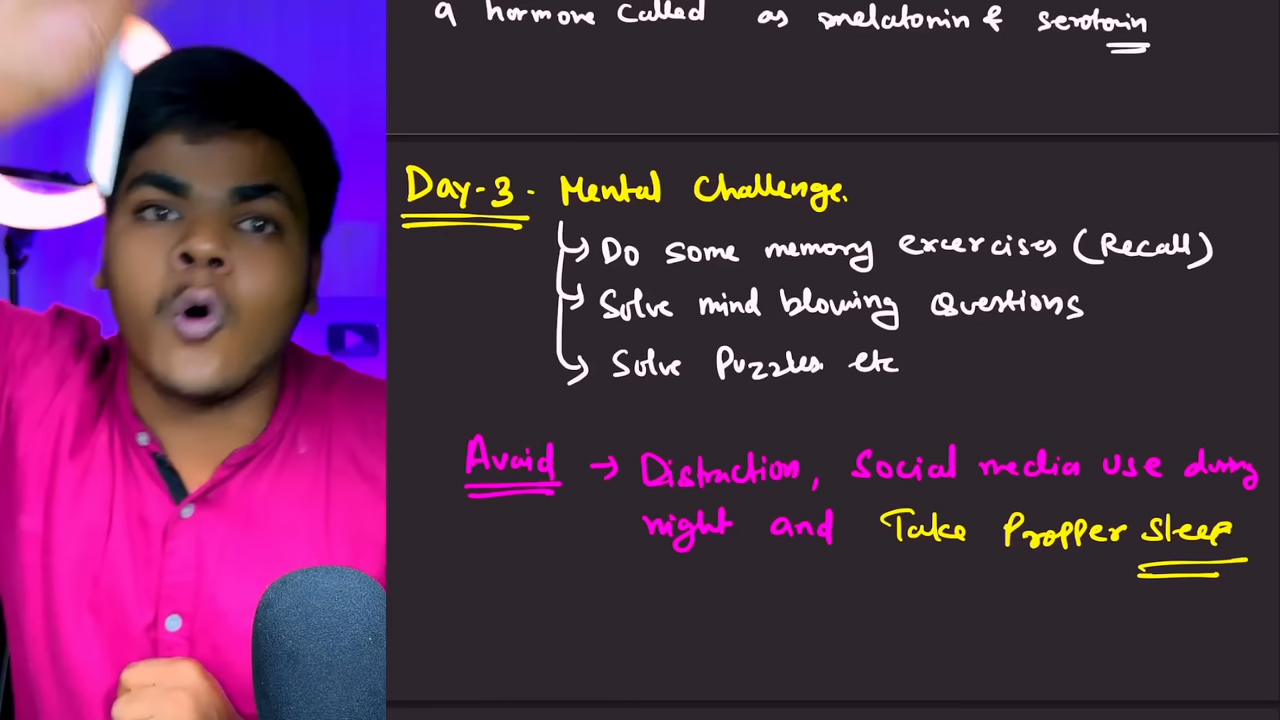 a hormone called as melatonin & serotonin
Day-3. Mental Challenge.
Do some memory excercises (Recall)
Solve mind blowing Questions
Solve Puzzles etc
Avoid → Distraction, Social media use during
night and Take Propper sleep